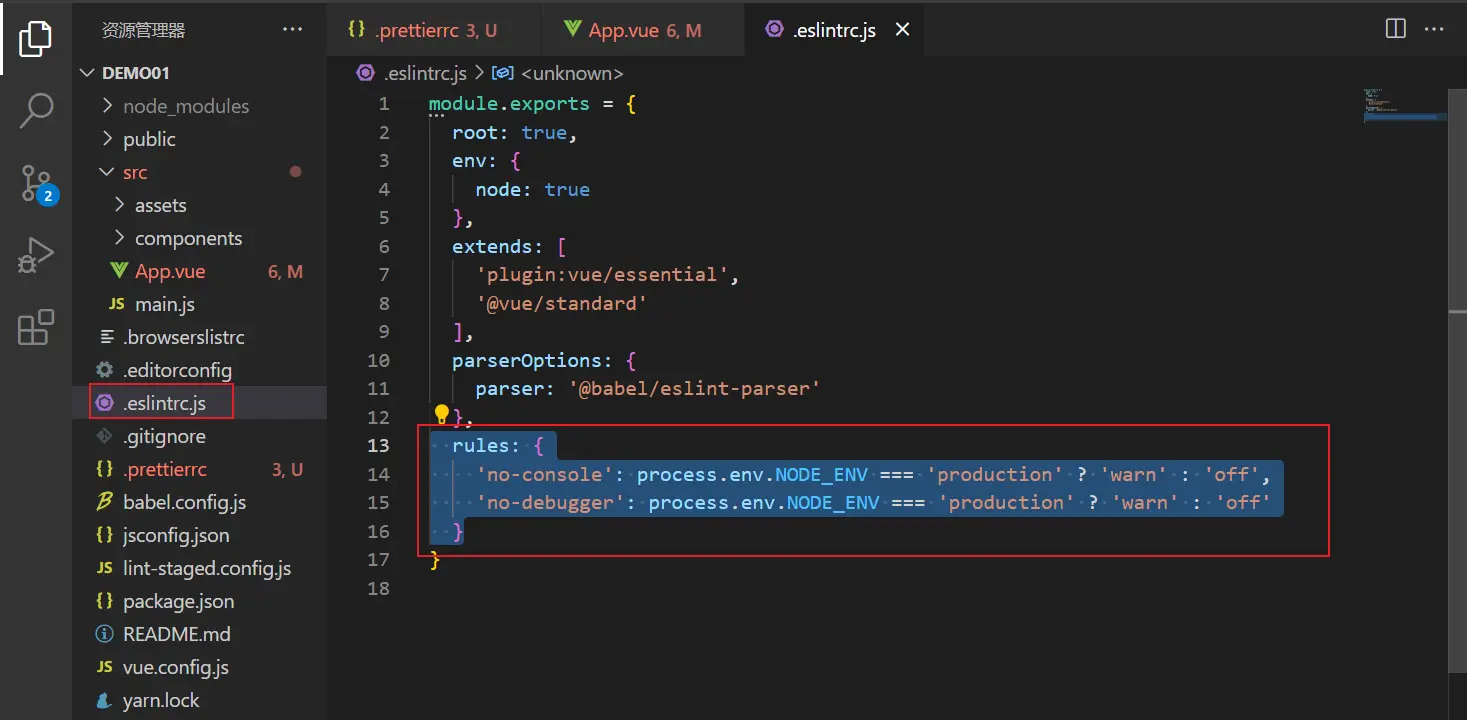 资源管理器
DEMO01
node_modules
public
src
assets
components
App.vue 6, M
JS main.js
.browserslistrc
.editorconfig
.eslintrc.js
.gitignore
{} .prettierrc 3, U
babel.config.js
{} jsconfig.json
JS lint-staged.config.js
{} package.json
README.md
JS vue.config.js
yarn.lock
2
{} .prettierrc 3, U App.vue 6, M .eslintrc.js
.eslintrc.js > <unknown>
1 module.exports = {
2 root: true,
3 env: {
4 node: true
5 },
6 extends: [
7 'plugin:vue/essential',
8 '@vue/standard'
9 ],
10 parserOptions: {
11 parser: '@babel/eslint-parser'
12 },
13 rules: {
14 'no-console': process.env.NODE_ENV === 'production' ? 'warn' : 'off',
15 'no-debugger': process.env.NODE_ENV === 'production' ? 'warn' : 'off'
16 }
17 }
18